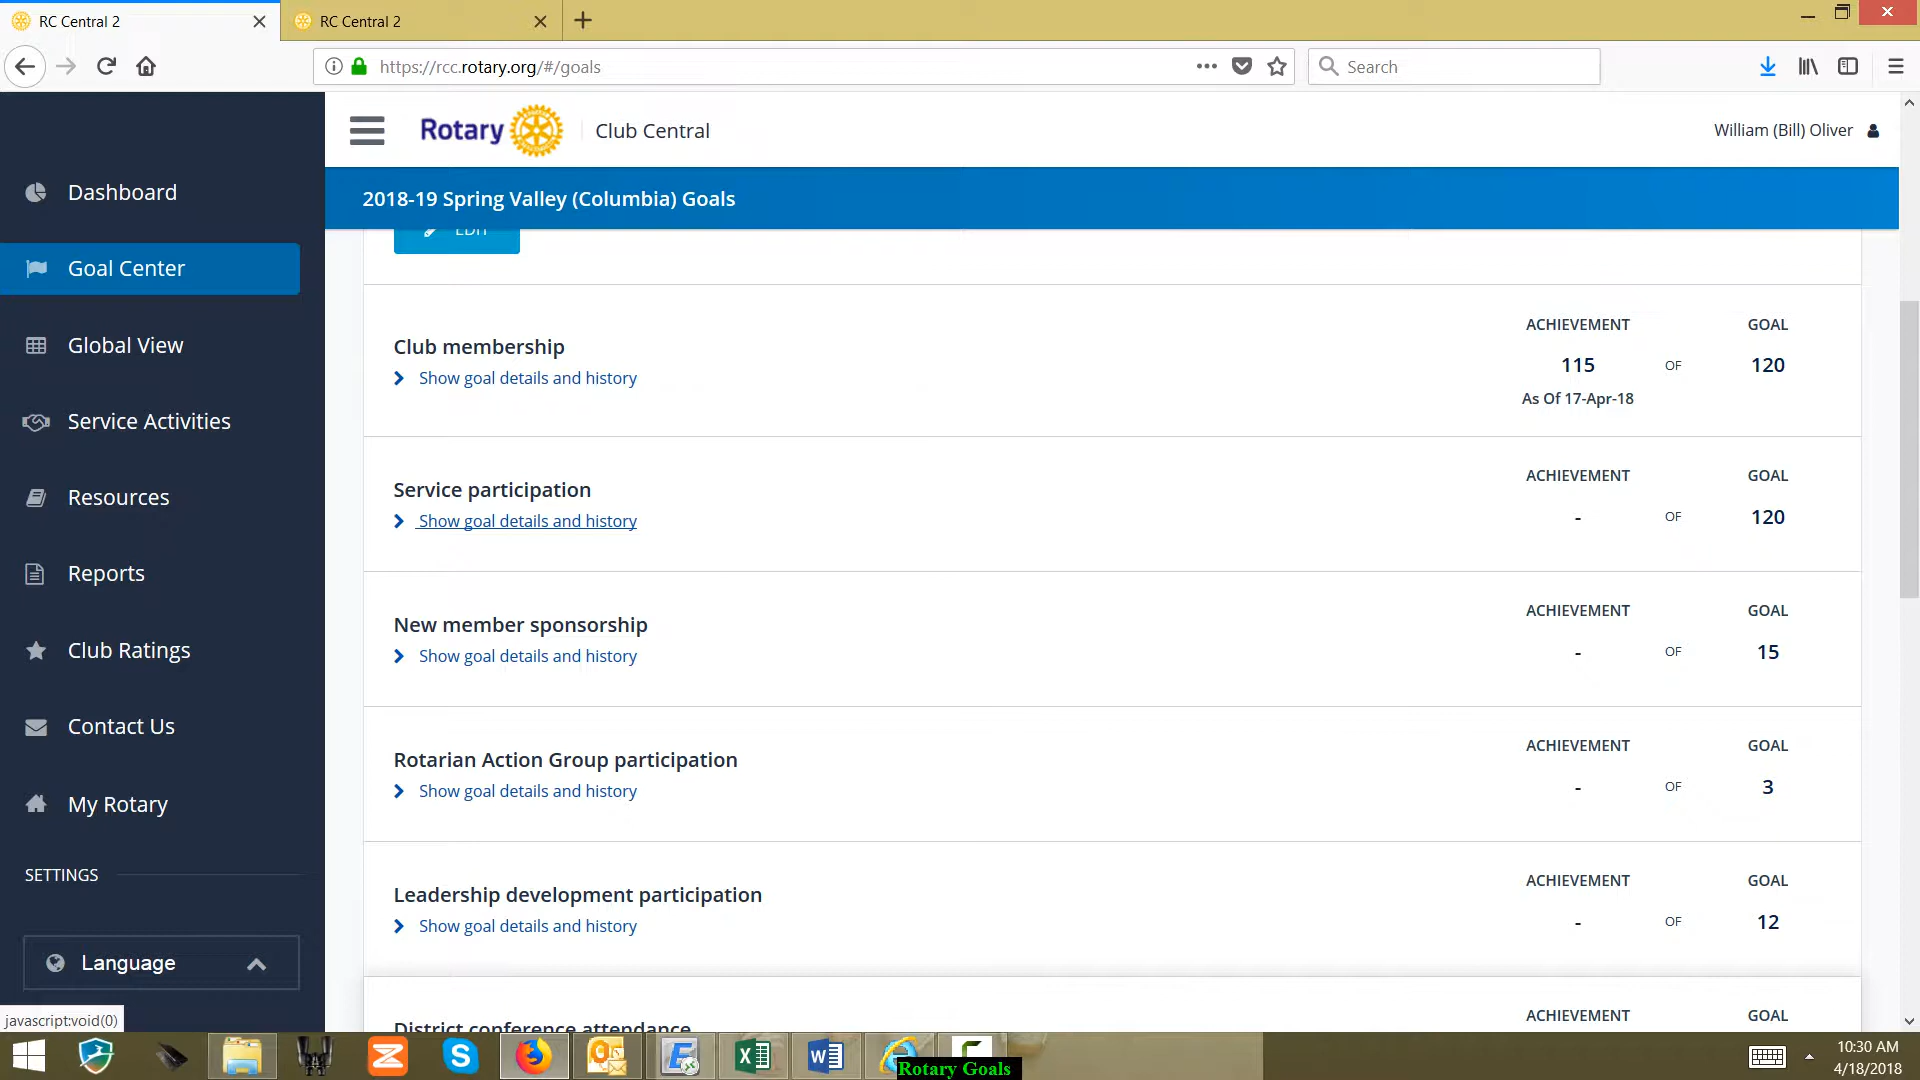 RC Central 2
RC Central 2
https://rcc.rotary.org/#/goals
Search
Rotary
Club Central
William (Bill) Oliver
2018-19 Spring Valley (Columbia) Goals
Dashboard
Goal Center
Global View
Service Activities
Resources
Reports
Club Ratings
Contact Us
My Rotary
SETTINGS
Language
EDIT
Club membership
Show goal details and history
ACHIEVEMENT
GOAL
115
OF
120
As Of 17-Apr-18
Service participation
Show goal details and history
ACHIEVEMENT
GOAL
-
OF
120
New member sponsorship
Show goal details and history
ACHIEVEMENT
GOAL
-
OF
15
Rotarian Action Group participation
Show goal details and history
ACHIEVEMENT
GOAL
-
OF
3
Leadership development participation
Show goal details and history
ACHIEVEMENT
GOAL
-
OF
12
District conference attendance
ACHIEVEMENT
GOAL
javascript:void(0)
Rotary Goals
10:30 AM
4/18/2018